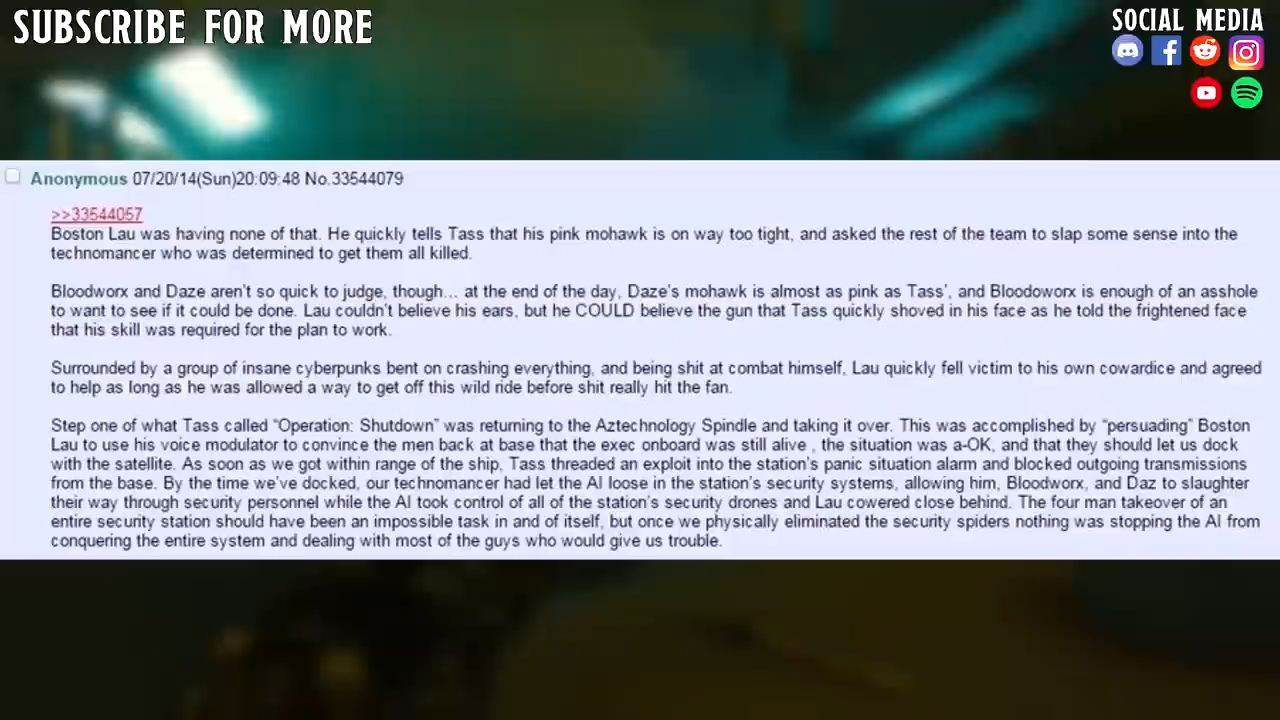 SUBSCRIBE FOR MORE
SOCIAL MEDIA
Anonymous 07/20/14(Sun)20:09:48 No.33544079
>>33544057
Boston Lau was having none of that. He quickly tells Tass that his pink mohawk is on way too tight, and asked the rest of the team to slap some sense into the
technomancer who was determined to get them all killed.
Bloodworx and Daze aren't so quick to judge, though... at the end of the day, Daze's mohawk is almost as pink as Tass', and Bloodoworx is enough of an asshole
to want to see if it could be done. Lau couldn't believe his ears, but he COULD believe the gun that Tass quickly shoved in his face as he told the frightened face
that his skill was required for the plan to work.
Surrounded by a group of insane cyberpunks bent on crashing everything, and being shit at combat himself, Lau quickly fell victim to his own cowardice and agreed
to help as long as he was allowed a way to get off this wild ride before shit really hit the fan.
Step one of what Tass called “Operation: Shutdown” was returning to the Aztechnology Spindle and taking it over. This was accomplished by “persuading” Boston
Lau to use his voice modulator to convince the men back at base that the exec onboard was still alive , the situation was a-OK, and that they should let us dock
with the satellite. As soon as we got within range of the ship, Tass threaded an exploit into the station's panic situation alarm and blocked outgoing transmissions
from the base. By the time we've docked, our technomancer had let the AI loose in the station's security systems, allowing him, Bloodworx, and Daz to slaughter
their way through security personnel while the AI took control of all of the station's security drones and Lau cowered close behind. The four man takeover of an
entire security station should have been an impossible task in and of itself, but once we physically eliminated the security spiders nothing was stopping the AI from
conquering the entire system and dealing with most of the guys who would give us trouble.